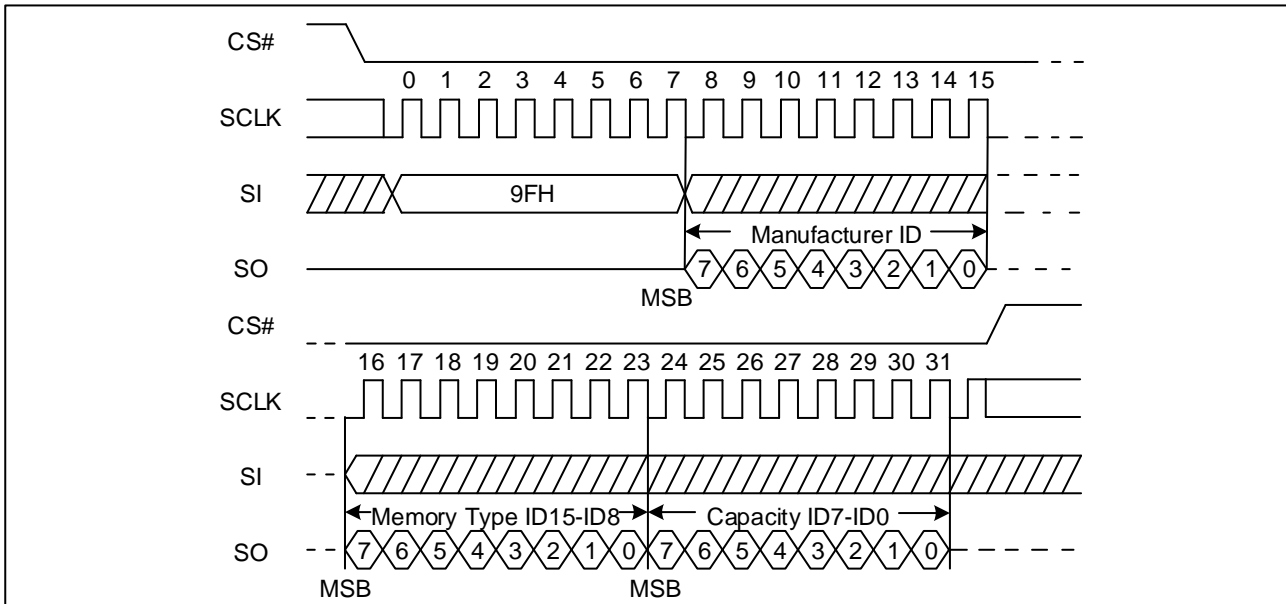 CS#
0 1 2 3 4 5 6 7 8 9 10 11 12 13 14 15
SCLK
SI 9FH
Manufacturer ID
SO 7 6 5 4 3 2 1 0
MSB
CS#
16 17 18 19 20 21 22 23 24 25 26 27 28 29 30 31
SCLK
SI
Memory Type ID15-ID8 Capacity ID7-ID0
SO 7 6 5 4 3 2 1 0 7 6 5 4 3 2 1 0
MSB MSB